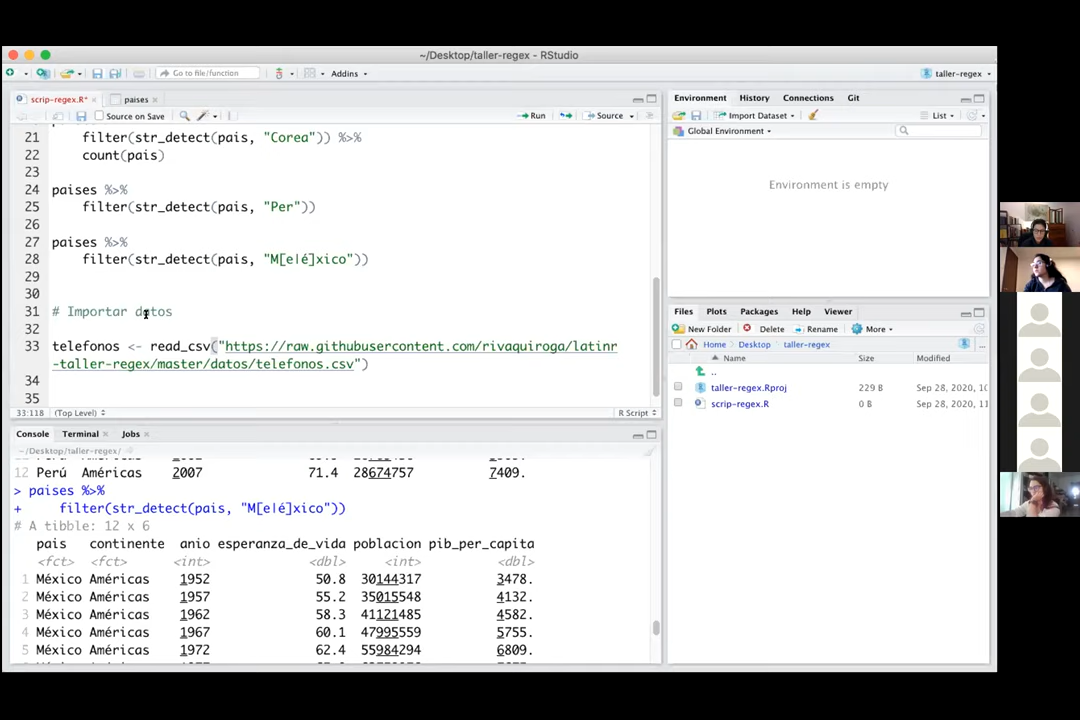 ~/Desktop/taller-regex - RStudio
Go to file/function
Addins
taller-regex
scrip-regex.R*
paises
Source on Save
Run
Source
21 filter(str_detect(pais, "Corea")) %>%
22 count(pais)
23
24 paises %>%
25 filter(str_detect(pais, "Per"))
26
27 paises %>%
28 filter(str_detect(pais, "M[e|é]xico"))
29
30
31 # Importar datos
32
33 telefonos <- read_csv("https://raw.githubusercontent.com/rivaquiroga/latinr
-taller-regex/master/datos/telefonos.csv")
34
35
33:118 (Top Level) R Script
Console Terminal Jobs
~/Desktop/taller-regex/
12 Perú Américas 2007 71.4 28674757 7409.
> paises %>%
+ filter(str_detect(pais, "M[e|é]xico"))
# A tibble: 12 x 6
pais continente anio esperanza_de_vida poblacion pib_per_capita
<fct> <fct> <int> <dbl> <int> <dbl>
1 México Américas 1952 50.8 30144317 3478.
2 México Américas 1957 55.2 35015548 4132.
3 México Américas 1962 58.3 41121485 4582.
4 México Américas 1967 60.1 47995559 5755.
5 México Américas 1972 62.4 55984294 6809.
Environment History Connections Git
Import Dataset List
Global Environment
Environment is empty
Files Plots Packages Help Viewer
New Folder Delete Rename More
Home Desktop taller-regex
Name Size Modified
..
taller-regex.Rproj 229 B Sep 28, 2020, 10
scrip-regex.R 0 B Sep 28, 2020,